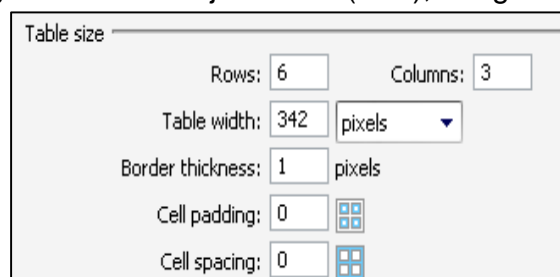 Table size
Rows: 6 Columns: 3
Table width: 342 pixels
Border thickness: 1 pixels
Cell padding: 0
Cell spacing: 0